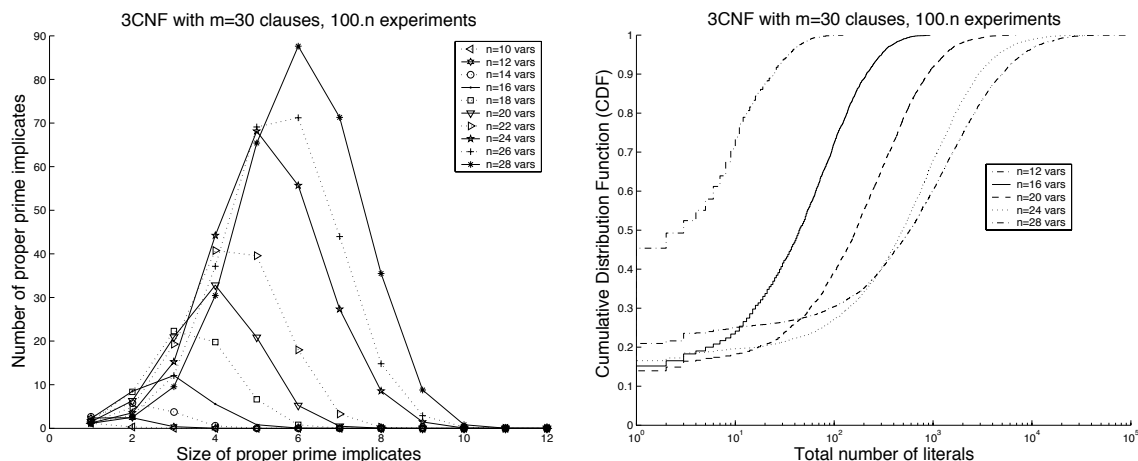 3CNF with m=30 clauses, 100.n experiments
90
80
70
60
50
40
30
20
10
0
Number of proper prime implicates
n=10 vars
n=12 vars
n=14 vars
n=16 vars
n=18 vars
n=20 vars
n=22 vars
n=24 vars
n=26 vars
n=28 vars
0 2 4 6 8 10 12
Size of proper prime implicates
3CNF with m=30 clauses, 100.n experiments
1
0.9
0.8
0.7
0.6
0.5
0.4
0.3
0.2
0.1
0
Cumulative Distribution Function (CDF)
n=12 vars
n=16 vars
n=20 vars
n=24 vars
n=28 vars
10^0 10^1 10^2 10^3 10^4 10^5
Total number of literals